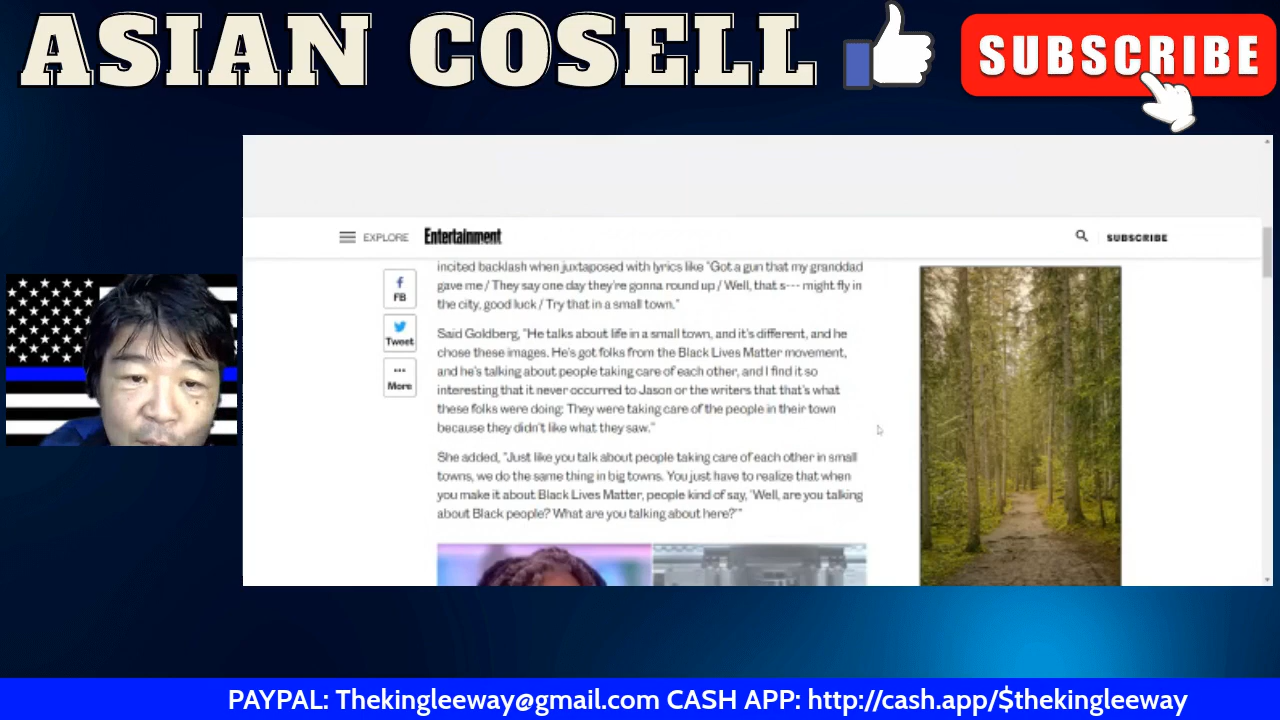 ASIAN COSELL
SUBSCRIBE
EXPLORE
Entertainment
SUBSCRIBE
FB
Tweet
More
incited backlash when juxtaposed with lyrics like "Got a gun that my granddad
gave me / They say one day they're gonna round up / Well, that s--- might fly in
the city, good luck / Try that in a small town."
Said Goldberg, "He talks about life in a small town, and it's different, and he
chose these images. He's got folks from the Black Lives Matter movement,
and he's talking about people taking care of each other, and I find it so
interesting that it never occurred to Jason or the writers that that's what
these folks were doing: They were taking care of the people in their town
because they didn't like what they saw."
She added, "Just like you talk about people taking care of each other in small
towns, we do the same thing in big towns. You just have to realize that when
you make it about Black Lives Matter, people kind of say, 'Well, are you talking
about Black people? What are you talking about here?'"
PAYPAL: Thekingleeway@gmail.com CASH APP: http://cash.app/$thekingleeway